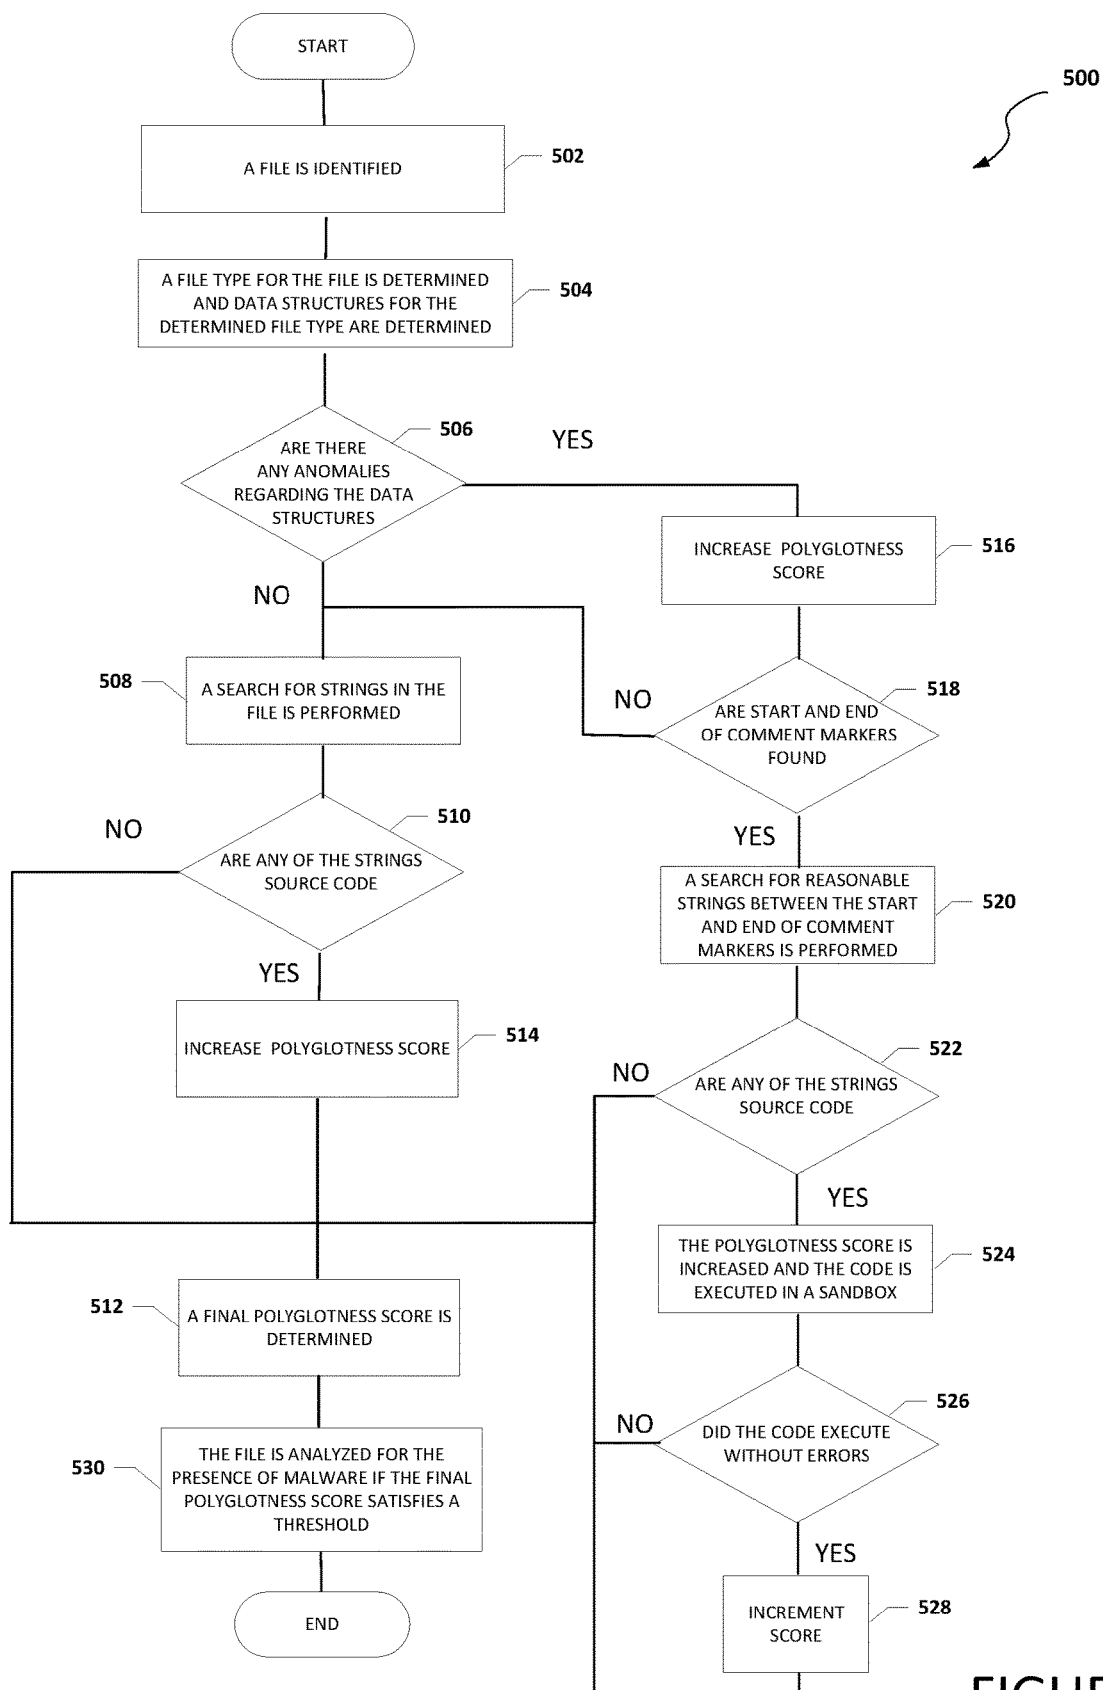 START
500
A FILE IS IDENTIFIED
502
A FILE TYPE FOR THE FILE IS DETERMINED
AND DATA STRUCTURES FOR THE
DETERMINED FILE TYPE ARE DETERMINED
504
ARE THERE
ANY ANOMALIES
REGARDING THE DATA
STRUCTURES
506
YES
NO
INCREASE POLYGLOTNESS
SCORE
516
508
A SEARCH FOR STRINGS IN THE
FILE IS PERFORMED
NO
ARE START AND END
OF COMMENT MARKERS
FOUND
518
YES
NO
ARE ANY OF THE STRINGS
SOURCE CODE
510
YES
A SEARCH FOR REASONABLE
STRINGS BETWEEN THE START
AND END OF COMMENT
MARKERS IS PERFORMED
520
INCREASE POLYGLOTNESS SCORE
514
NO
ARE ANY OF THE STRINGS
SOURCE CODE
522
YES
THE POLYGLOTNESS SCORE IS
INCREASED AND THE CODE IS
EXECUTED IN A SANDBOX
524
512
A FINAL POLYGLOTNESS SCORE IS
DETERMINED
NO
DID THE CODE EXECUTE
WITHOUT ERRORS
526
YES
530
THE FILE IS ANALYZED FOR THE
PRESENCE OF MALWARE IF THE FINAL
POLYGLOTNESS SCORE SATISFIES A
THRESHOLD
INCREMENT
SCORE
528
END